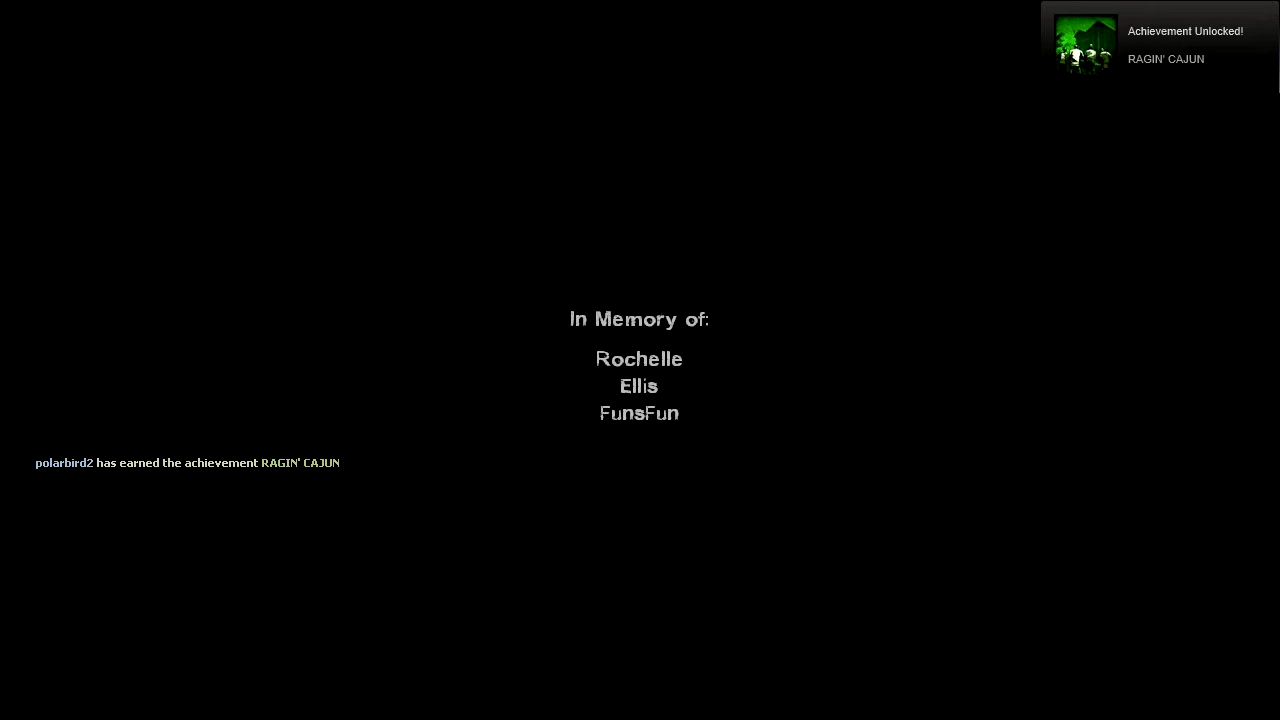 Achievement Unlocked!
RAGIN' CAJUN
In Memory of:
Rochelle
Ellis
FunsFun
polarbird2 has earned the achievement RAGIN' CAJUN